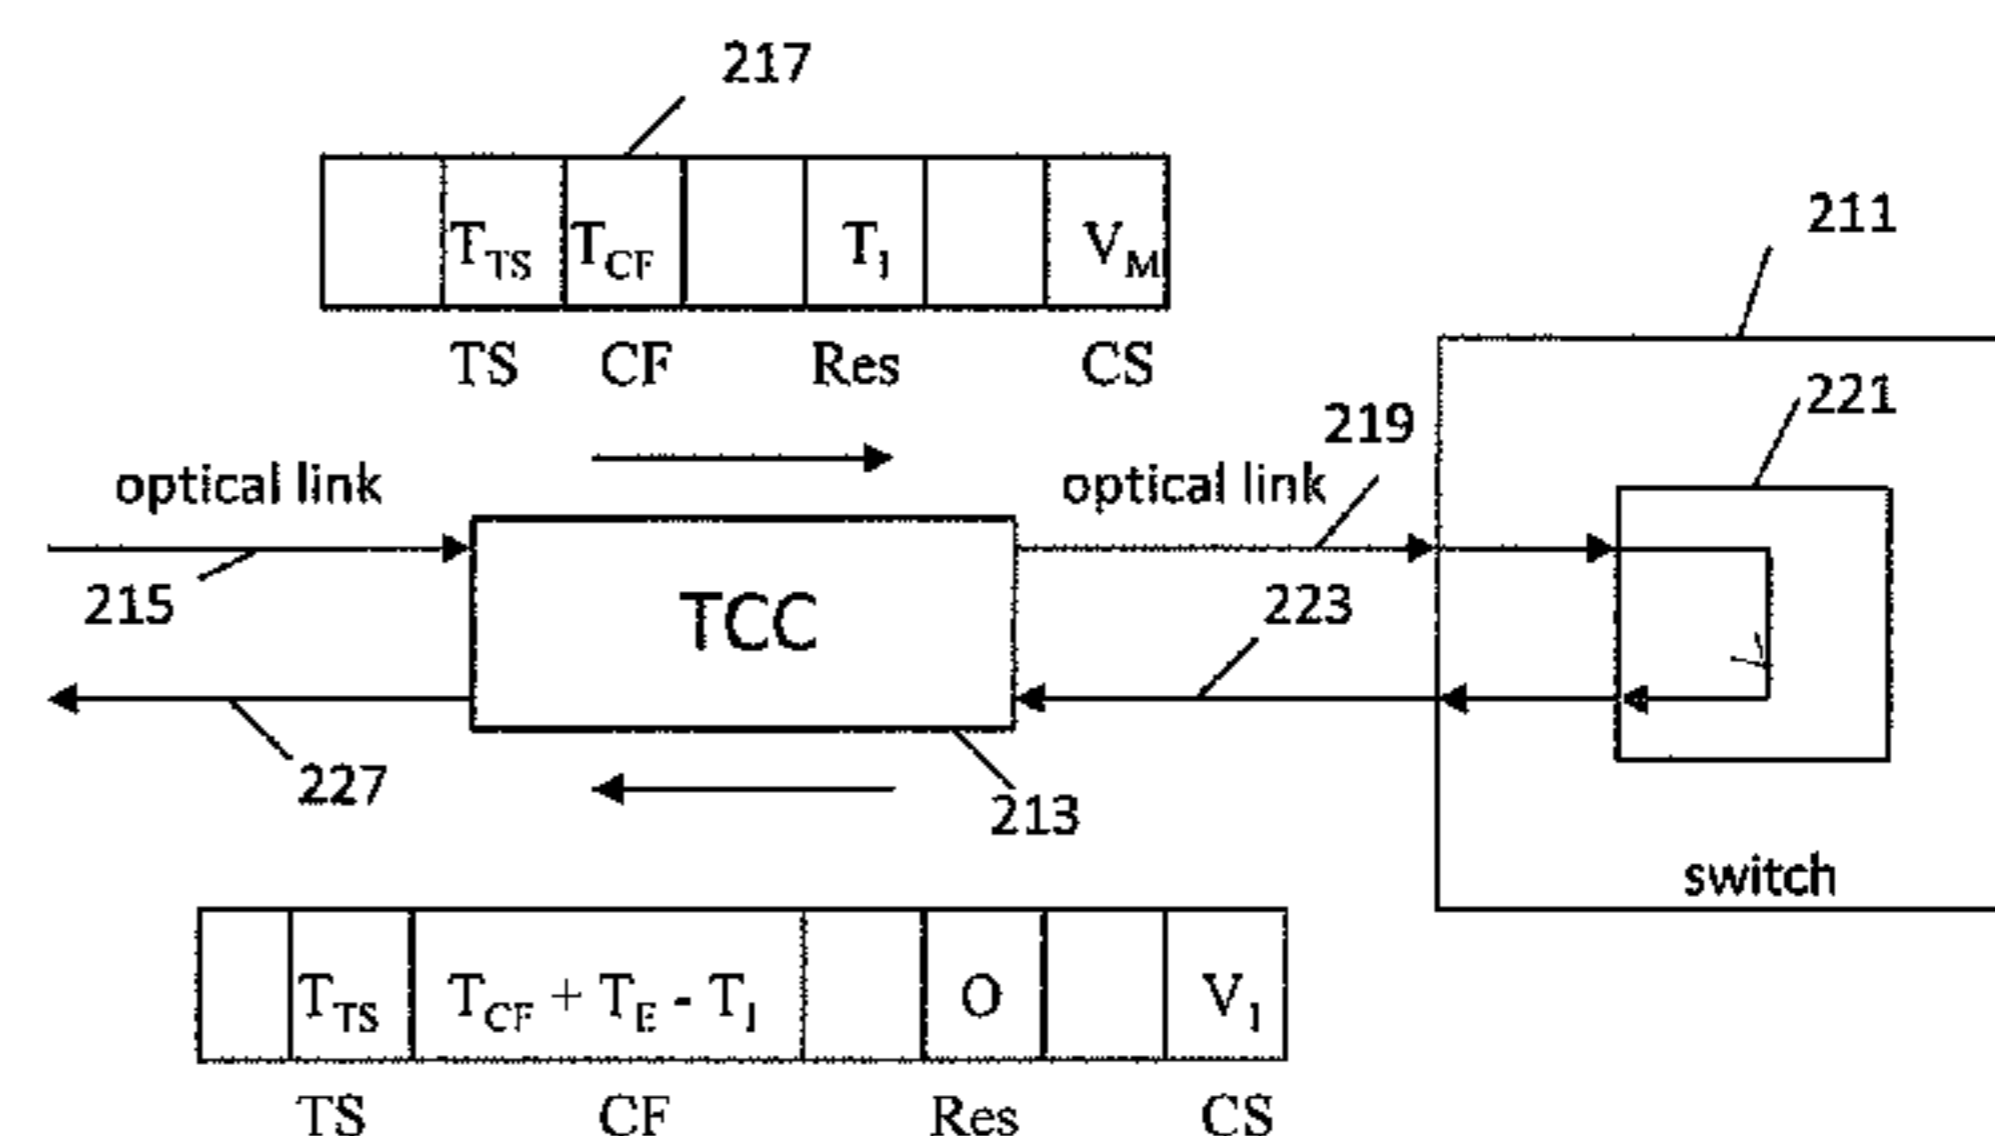 217
T_TS T_CF T_I V_M
TS CF Res CS
211
221
219
optical link
optical link
215
TCC
223
227
213
switch
T_TS T_CF + T_E - T_I O V_I
TS CF Res CS